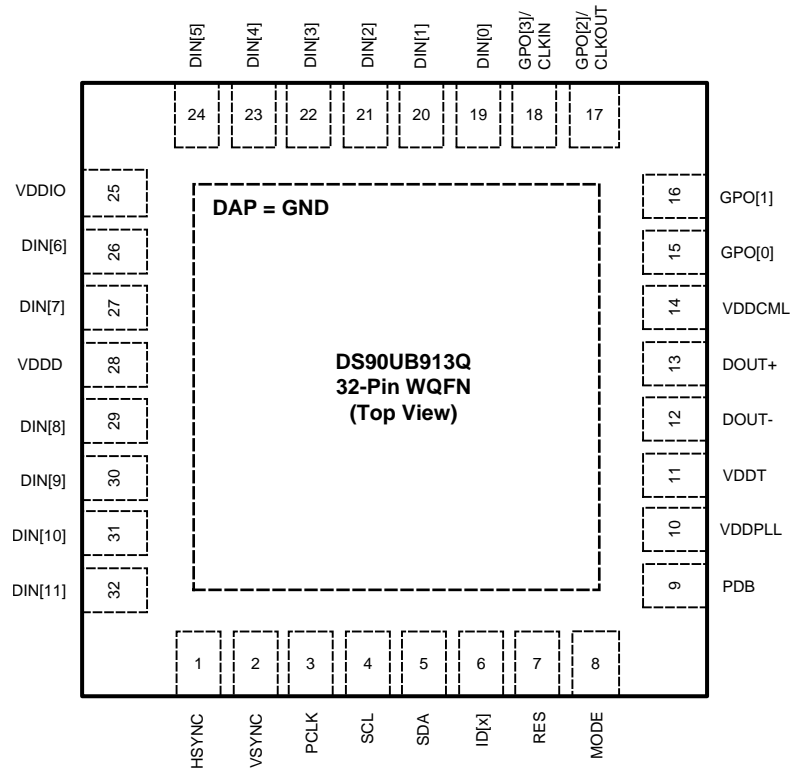 DIN[5]
DIN[4]
DIN[3]
DIN[2]
DIN[1]
DIN[0]
GPO[3]/
CLKIN
GPO[2]/
CLKOUT
24
23
22
21
20
19
18
17
VDDIO
25
DIN[6]
26
DIN[7]
27
VDDD
28
DIN[8]
29
DIN[9]
30
DIN[10]
31
DIN[11]
32
DAP = GND
DS90UB913Q
32-Pin WQFN
(Top View)
16
GPO[1]
15
GPO[0]
14
VDDCML
13
DOUT+
12
DOUT-
11
VDDT
10
VDDPLL
9
PDB
1
2
3
4
5
6
7
8
HSYNC
VSYNC
PCLK
SCL
SDA
ID[x]
RES
MODE